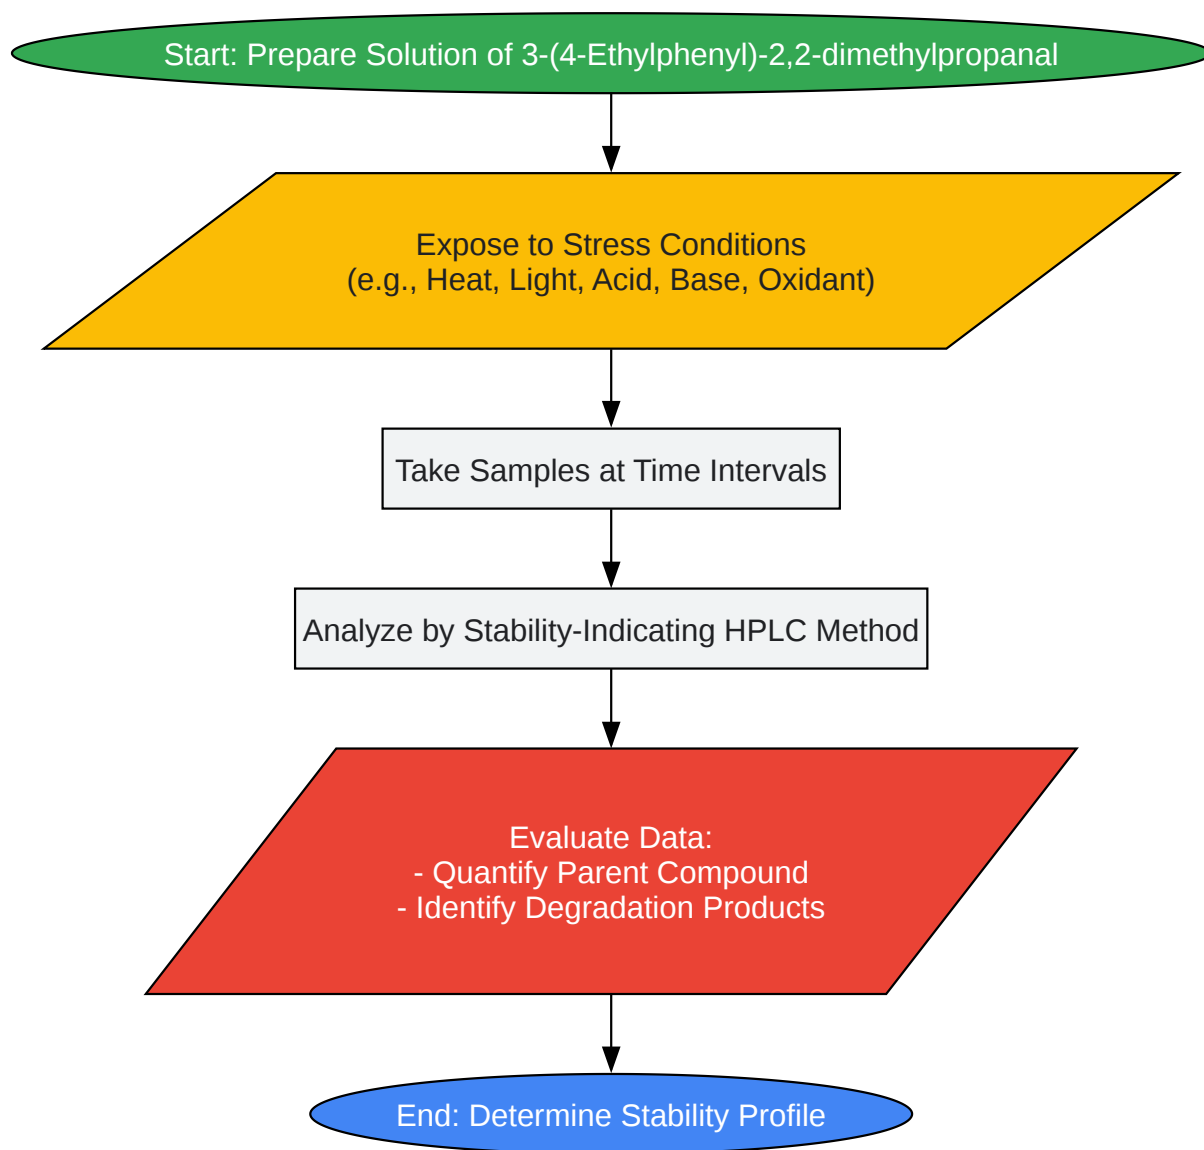 Start: Prepare Solution of 3-(4-Ethylphenyl)-2,2-dimethylpropanal
Expose to Stress Conditions
(e.g., Heat, Light, Acid, Base, Oxidant)
Take Samples at Time Intervals
Analyze by Stability-Indicating HPLC Method
Evaluate Data:
- Quantify Parent Compound
- Identify Degradation Products
End: Determine Stability Profile